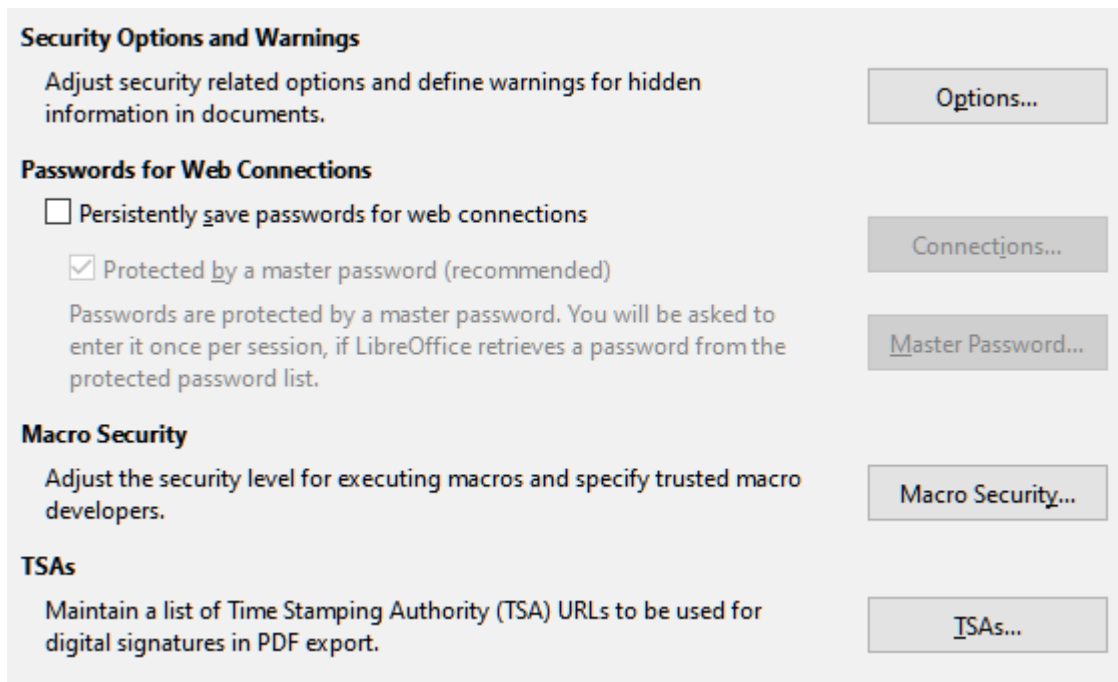 Security Options and Warnings
Adjust security related options and define warnings for hidden
information in documents.
Options...
Passwords for Web Connections
Persistently save passwords for web connections
Connections...
Protected by a master password (recommended)
Passwords are protected by a master password. You will be asked to
enter it once per session, if LibreOffice retrieves a password from the
protected password list.
Master Password...
Macro Security
Adjust the security level for executing macros and specify trusted macro
developers.
Macro Security...
TSAs
Maintain a list of Time Stamping Authority (TSA) URLs to be used for
digital signatures in PDF export.
TSAs...